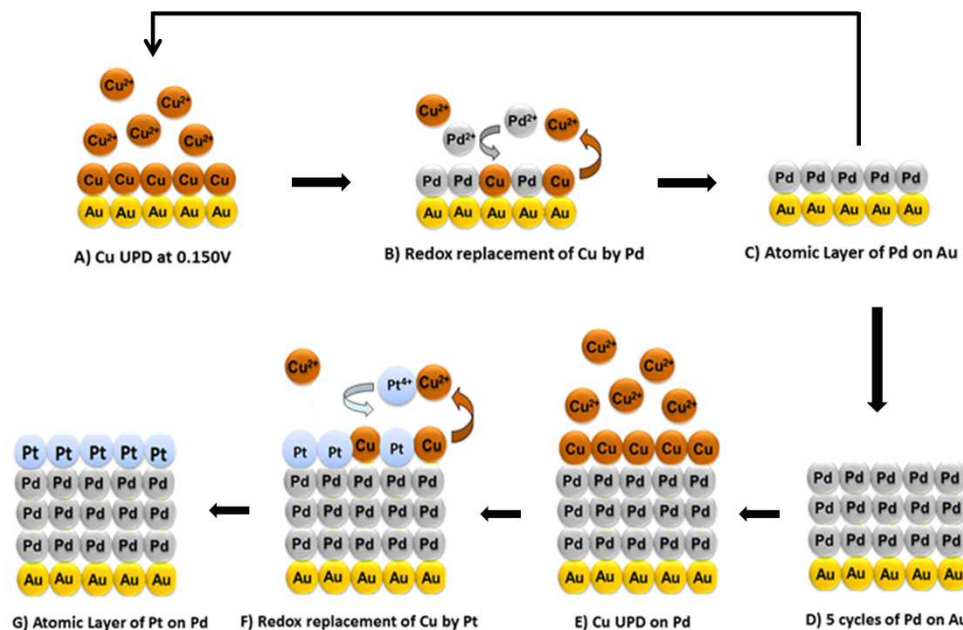 Cu²⁺
Cu²⁺
Cu²⁺ Cu²⁺ Cu²⁺
Cu Cu Cu Cu Cu
Au Au Au Au Au
A) Cu UPD at 0.150V
Cu²⁺ Pd²⁺ Cu²⁺
Pd²⁺
Pd Pd Cu Pd Cu
Au Au Au Au Au
B) Redox replacement of Cu by Pd
Pd Pd Pd Pd Pd
Au Au Au Au Au
C) Atomic Layer of Pd on Au
Pt Pt Pt Pt Pt
Pd Pd Pd Pd Pd
Pd Pd Pd Pd Pd
Pd Pd Pd Pd Pd
Au Au Au Au Au
G) Atomic Layer of Pt on Pd
Cu²⁺
Pt⁴⁺ Cu²⁺
Pt Pt Cu Pt Cu
Pd Pd Pd Pd Pd
Pd Pd Pd Pd Pd
Pd Pd Pd Pd Pd
Au Au Au Au Au
F) Redox replacement of Cu by Pt
Cu²⁺
Cu²⁺
Cu²⁺ Cu²⁺ Cu²⁺
Cu Cu Cu Cu Cu
Pd Pd Pd Pd Pd
Pd Pd Pd Pd Pd
Pd Pd Pd Pd Pd
Au Au Au Au Au
E) Cu UPD on Pd
Pd Pd Pd Pd Pd
Pd Pd Pd Pd Pd
Pd Pd Pd Pd Pd
Au Au Au Au Au
D) 5 cycles of Pd on Au